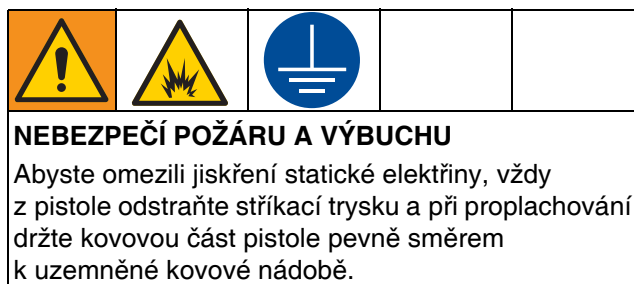 NEBEZPEČÍ POŽÁRU A VÝBUCHU
Abyste omezili jiskření statické elektřiny, vždy
z pistole odstraňte stříkací trysku a při proplachování
držte kovovou část pistole pevně směrem
k uzemněné kovové nádobě.